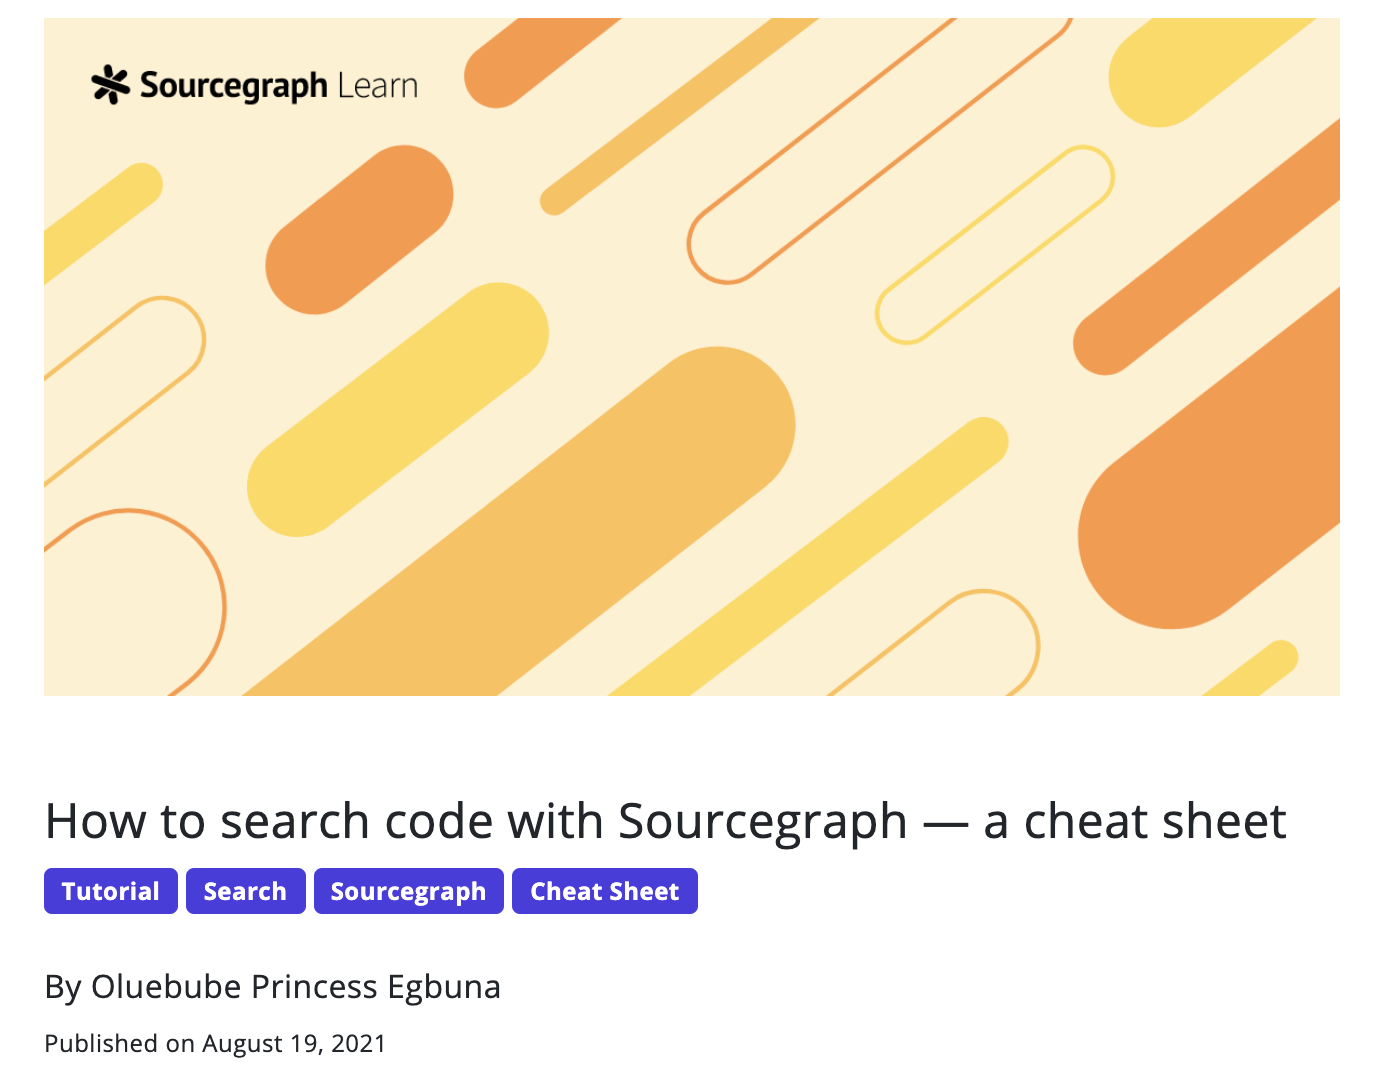 Sourcegraph Learn
How to search code with Sourcegraph — a cheat sheet
Tutorial Search Sourcegraph Cheat Sheet
By Oluebube Princess Egbuna
Published on August 19, 2021